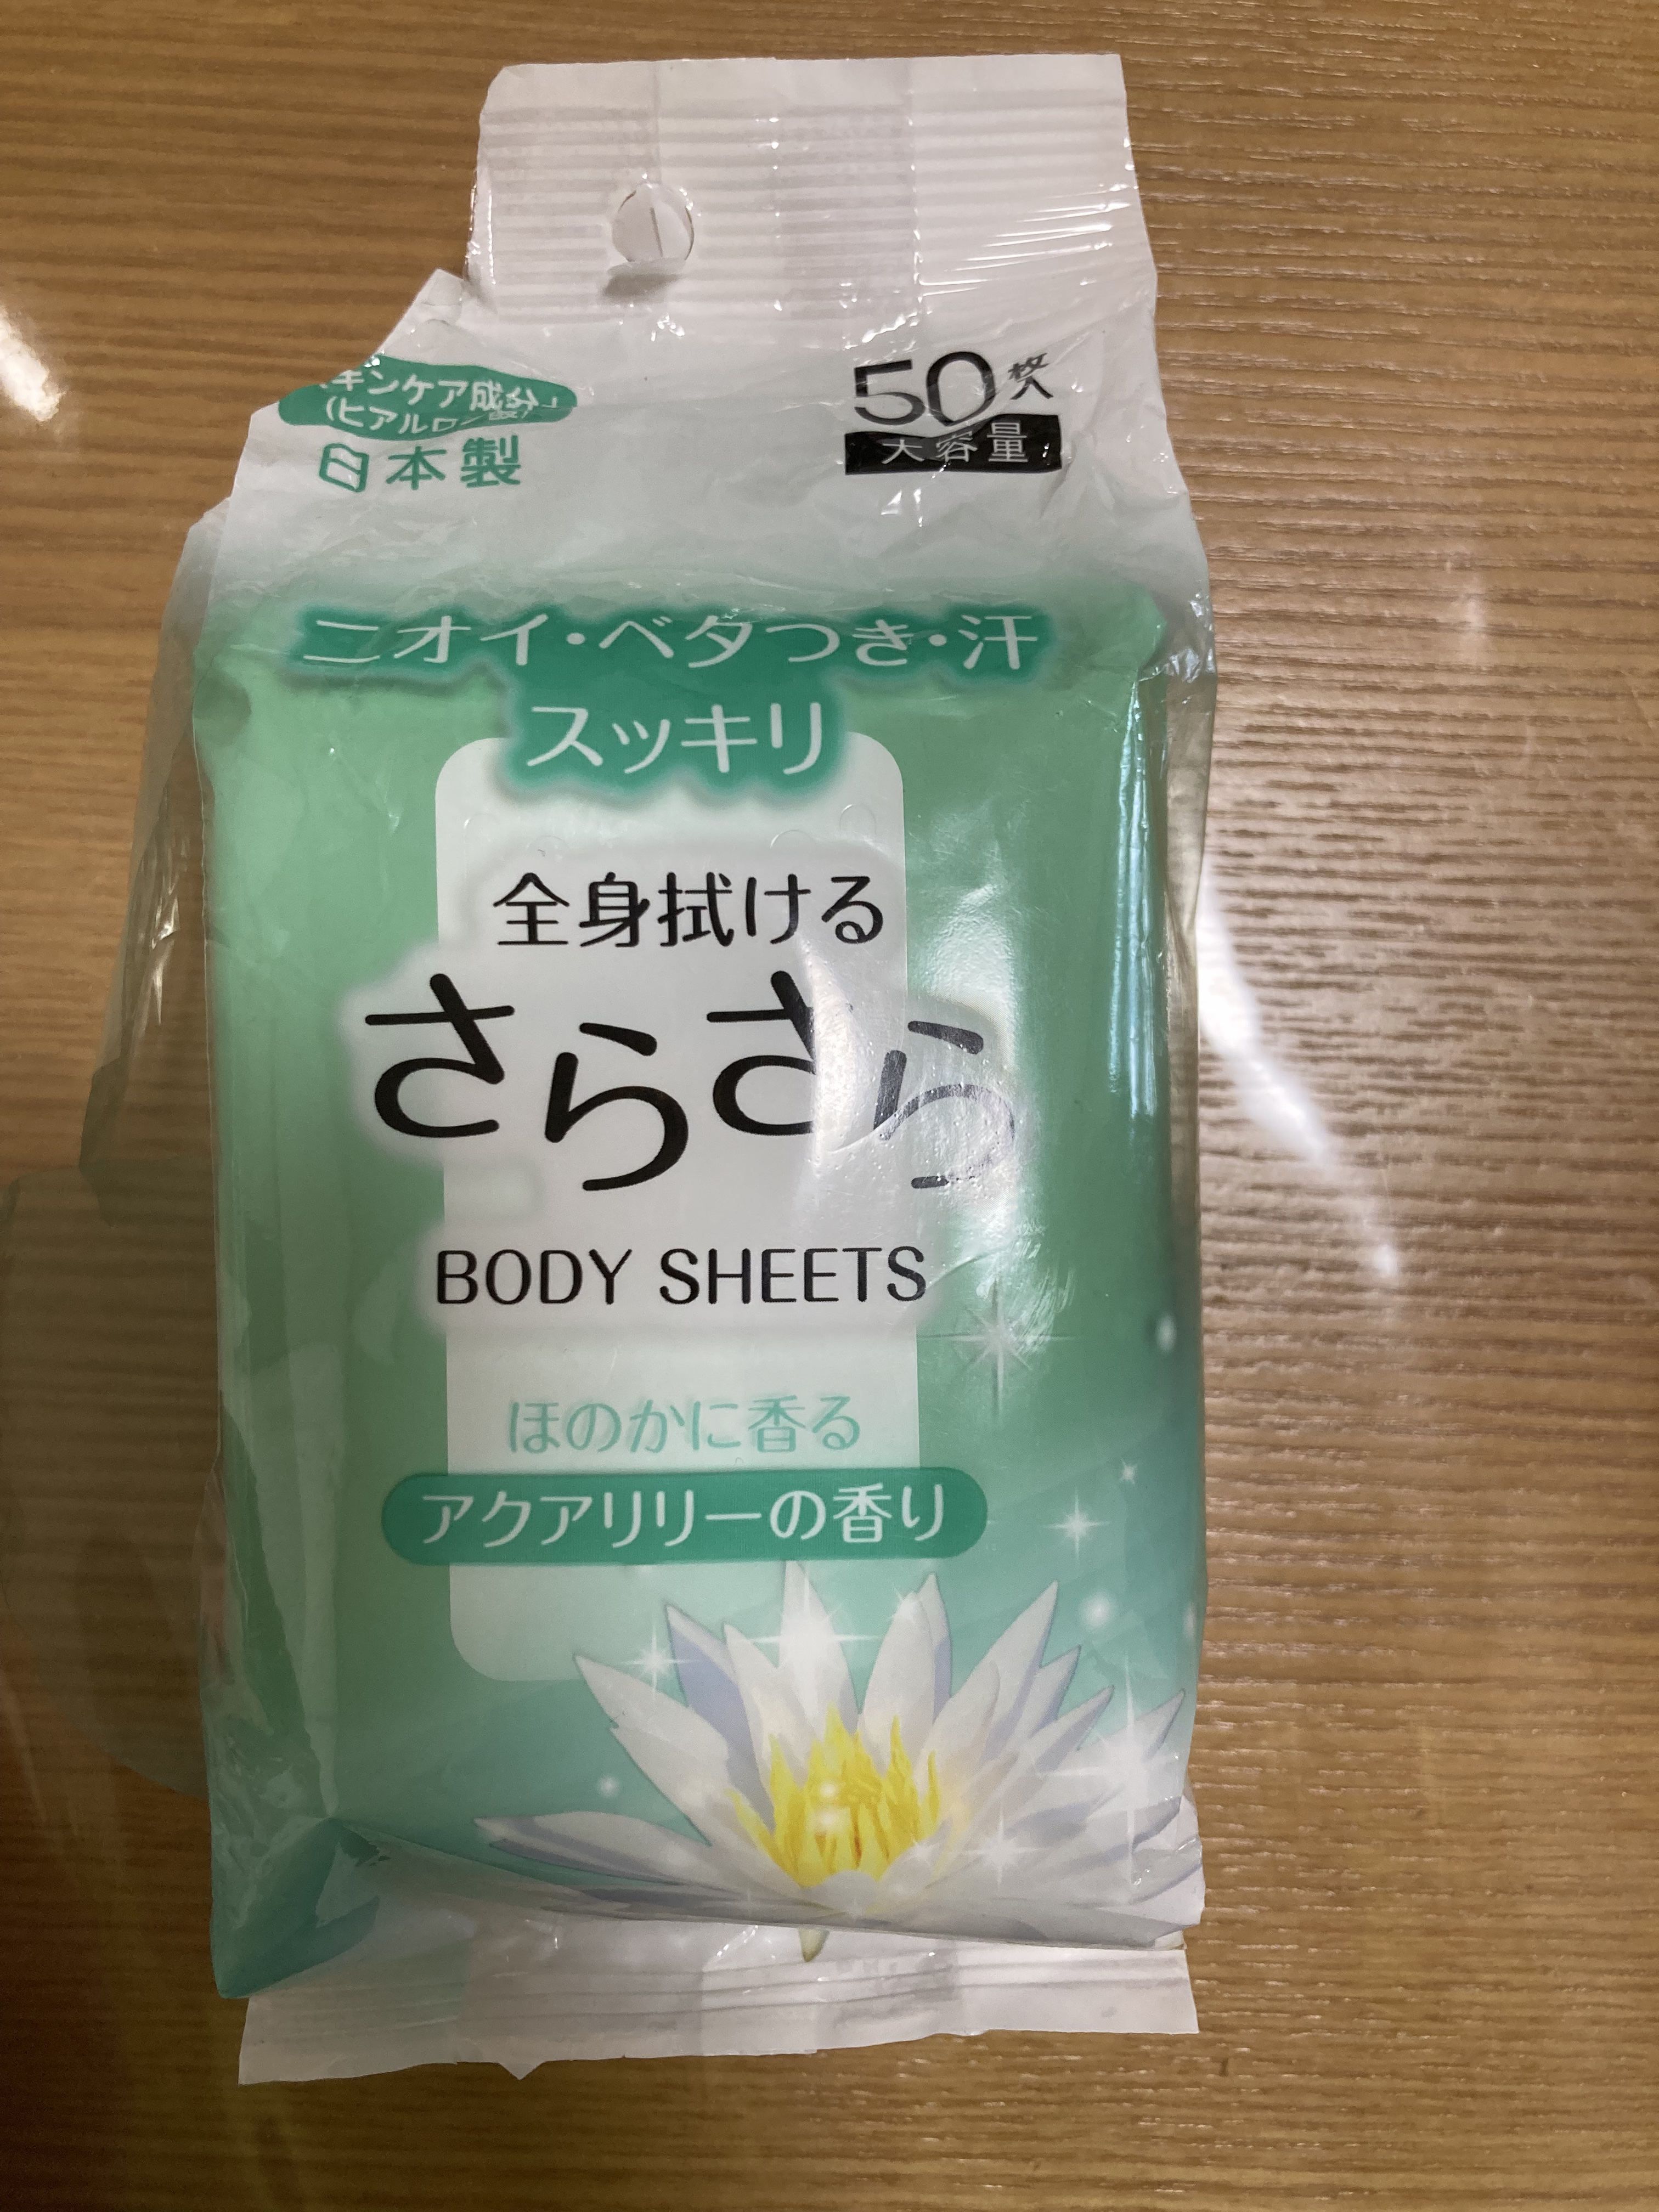 キンケア成分
(ヒアルロン酸)
日本製
50枚入
大容量
ニオイ・ベタつき・汗
スッキリ
全身拭ける
さらさら
BODY SHEETS
ほのかに香る
アクアリリーの香り